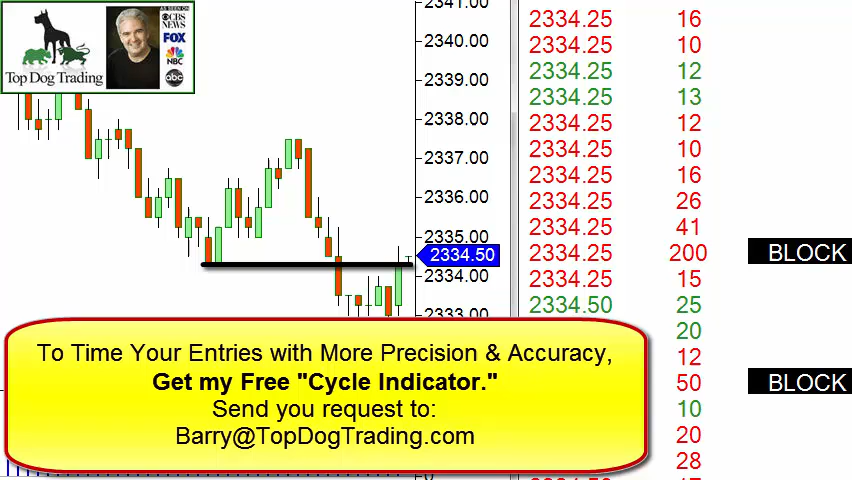 AS SEEN ON
CBS
NEWS
FOX
NBC
abc
Top Dog Trading
2341.00
2340.00
2339.00
2338.00
2337.00
2336.00
2335.00
2334.50
2334.00
2333.00
2334.25 16
2334.25 10
2334.25 12
2334.25 13
2334.25 12
2334.25 10
2334.25 16
2334.25 26
2334.25 41
2334.25 200 BLOCK
2334.25 15
2334.50 25
20
12
50 BLOCK
10
20
28
To Time Your Entries with More Precision & Accuracy,
Get my Free "Cycle Indicator."
Send you request to:
Barry@TopDogTrading.com
0